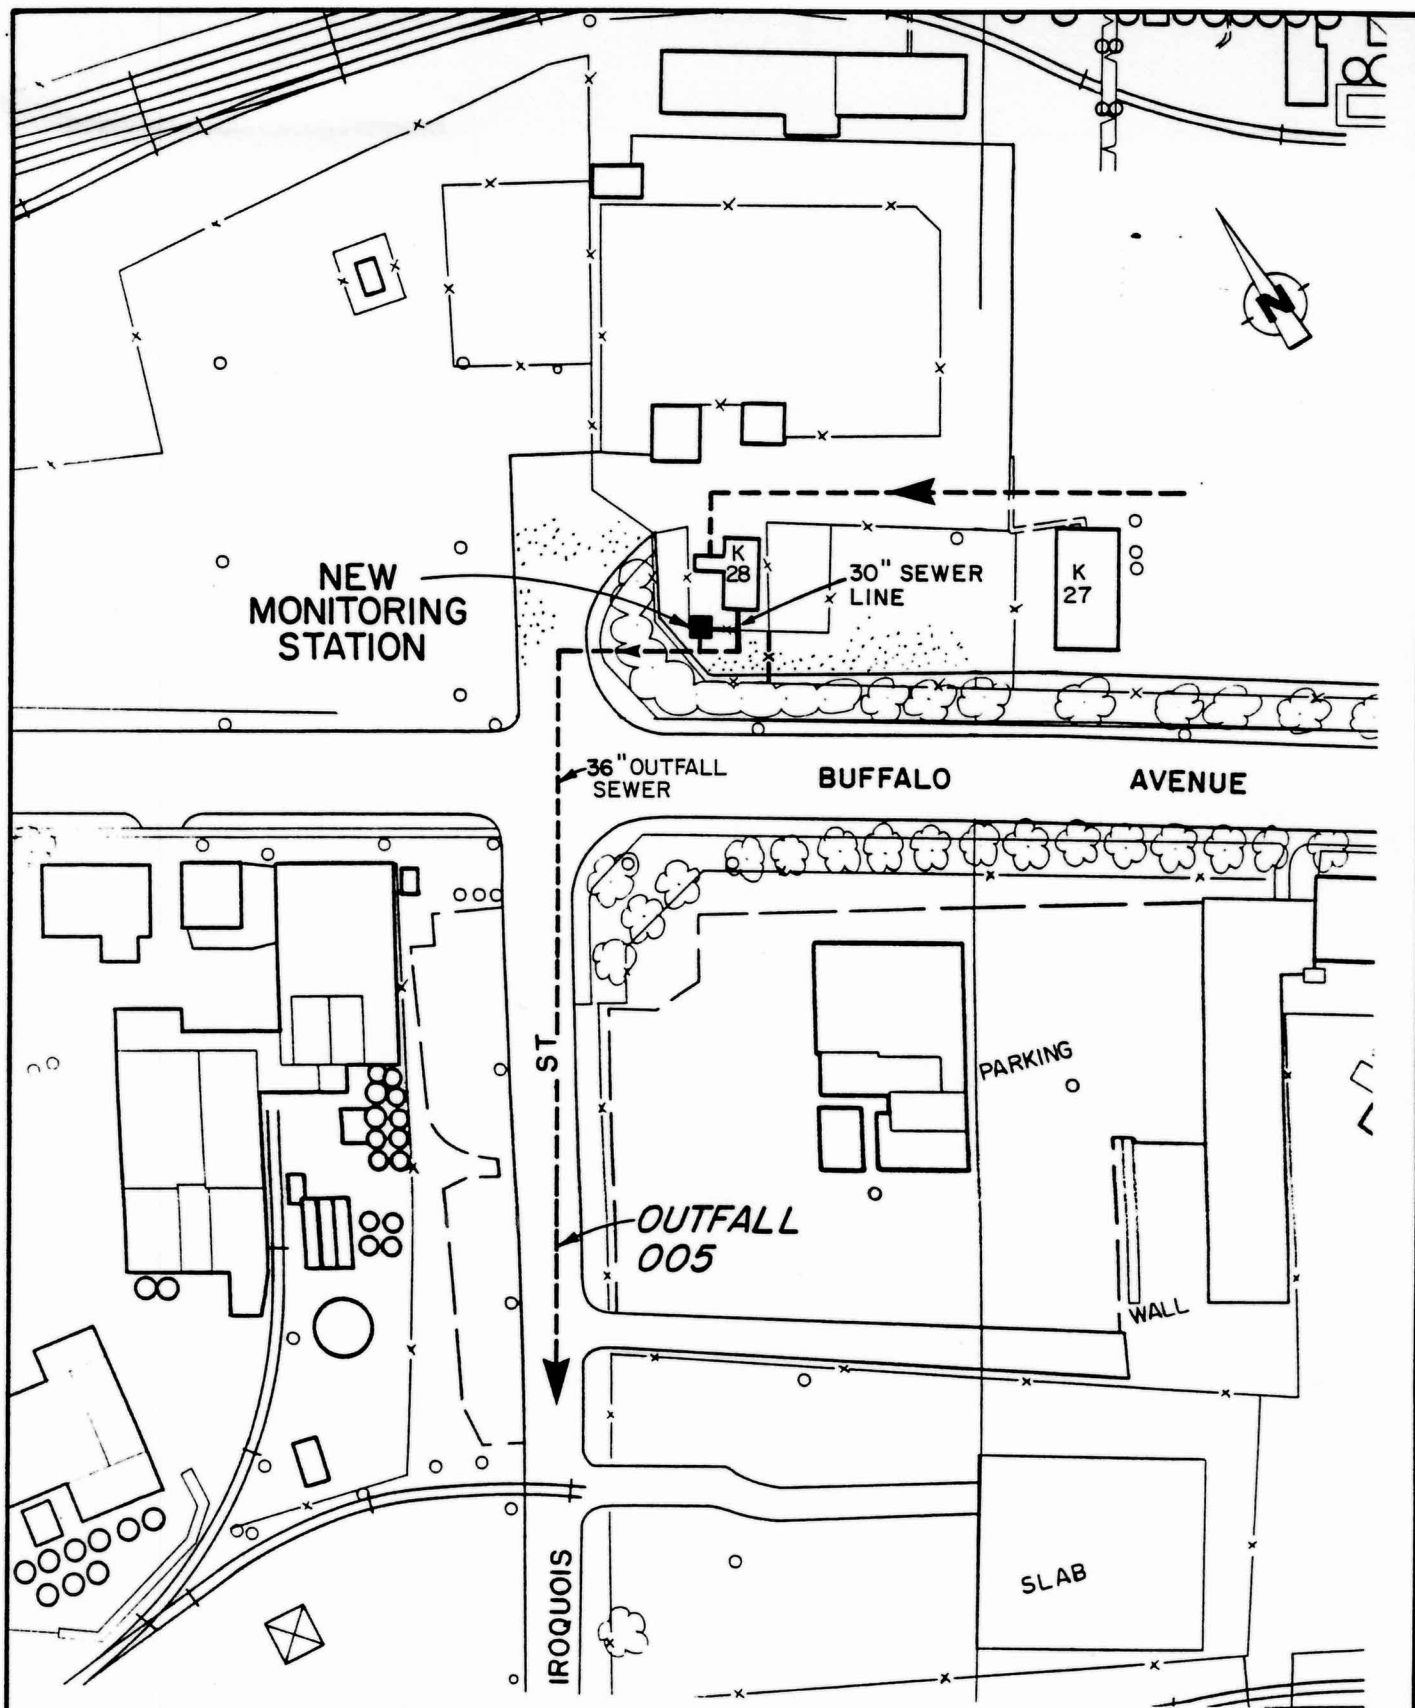 N
K
28
30" SEWER
LINE
K
27
NEW
MONITORING
STATION
36" OUTFALL
SEWER
BUFFALO AVENUE
ST
PARKING
OUTFALL
005
WALL
IROQUOIS
SLAB